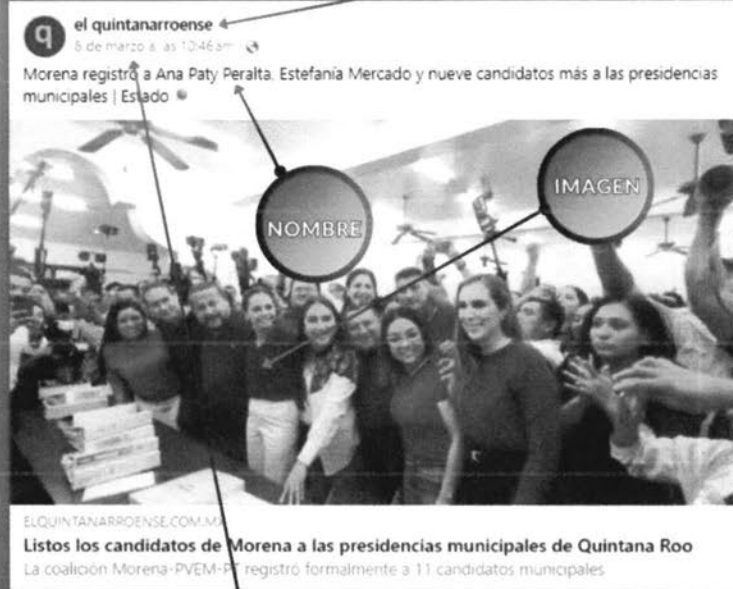 q
el quintanarroense
6 de marzo a las 10:46 am
Morena registró a Ana Paty Peralta, Estefanía Mercado y nueve candidatos más a las presidencias
municipales | Estado
NOMBRE
IMAGEN
ELQUINTANARROENSE.COM.MX
Listos los candidatos de Morena a las presidencias municipales de Quintana Roo
La coalición Morena-PVEM-PT registró formalmente a 11 candidatos municipales